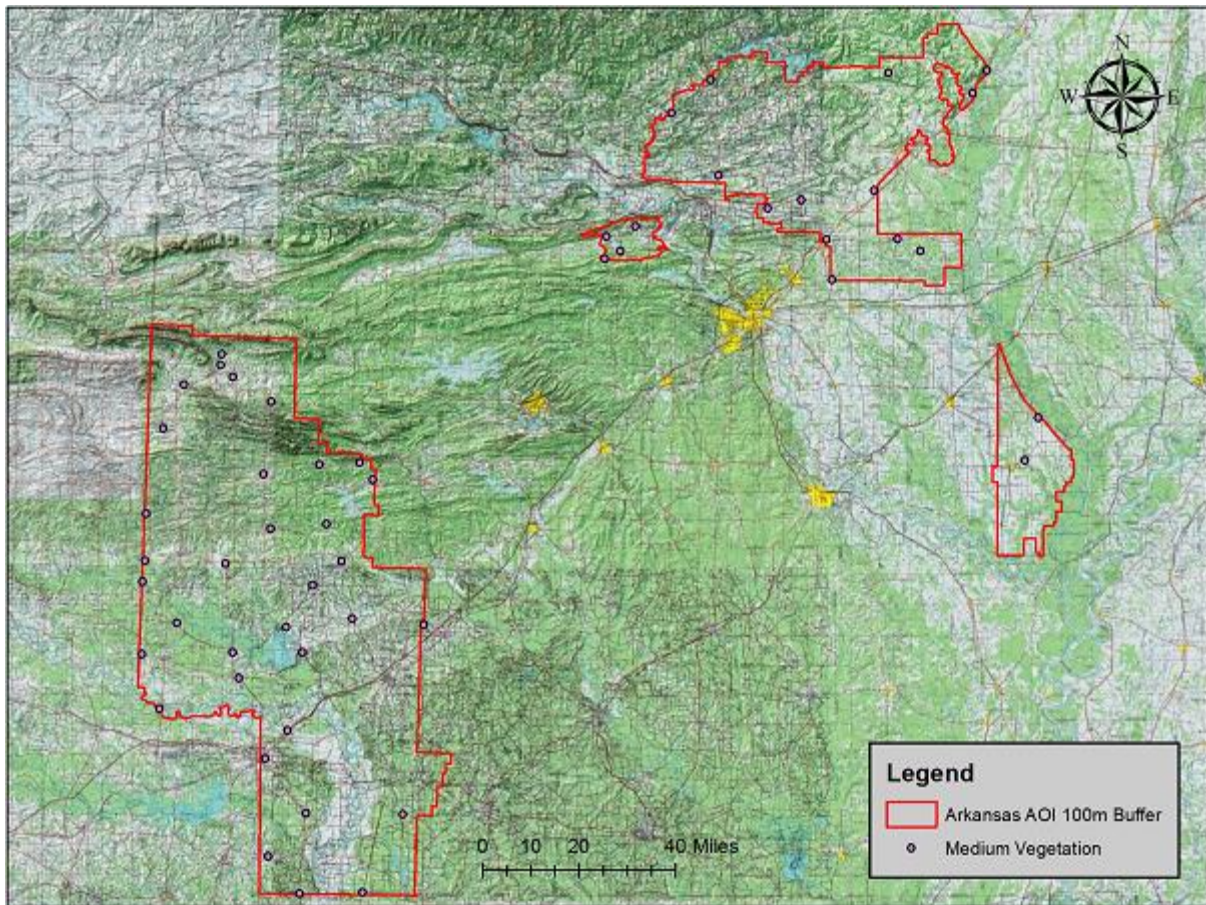 N
W E
S
Legend
Arkansas AOI 100m Buffer
Medium Vegetation
0 10 20 40 Miles